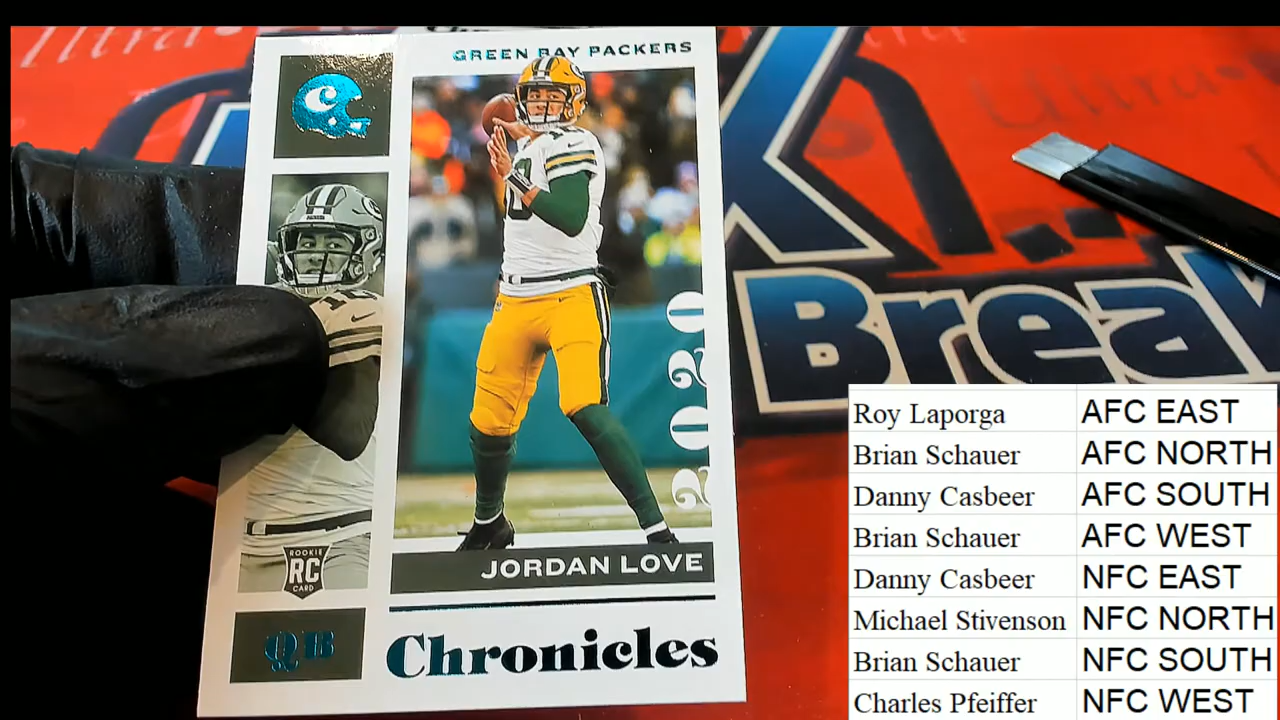 GREEN BAY PACKERS
2020
JORDAN LOVE
ROOKIE
RC
CARD
QB
Chronicles
K
Break
Roy Laporga AFC EAST
Brian Schauer AFC NORTH
Danny Casbeer AFC SOUTH
Brian Schauer AFC WEST
Danny Casbeer NFC EAST
Michael Stivenson NFC NORTH
Brian Schauer NFC SOUTH
Charles Pfeiffer NFC WEST